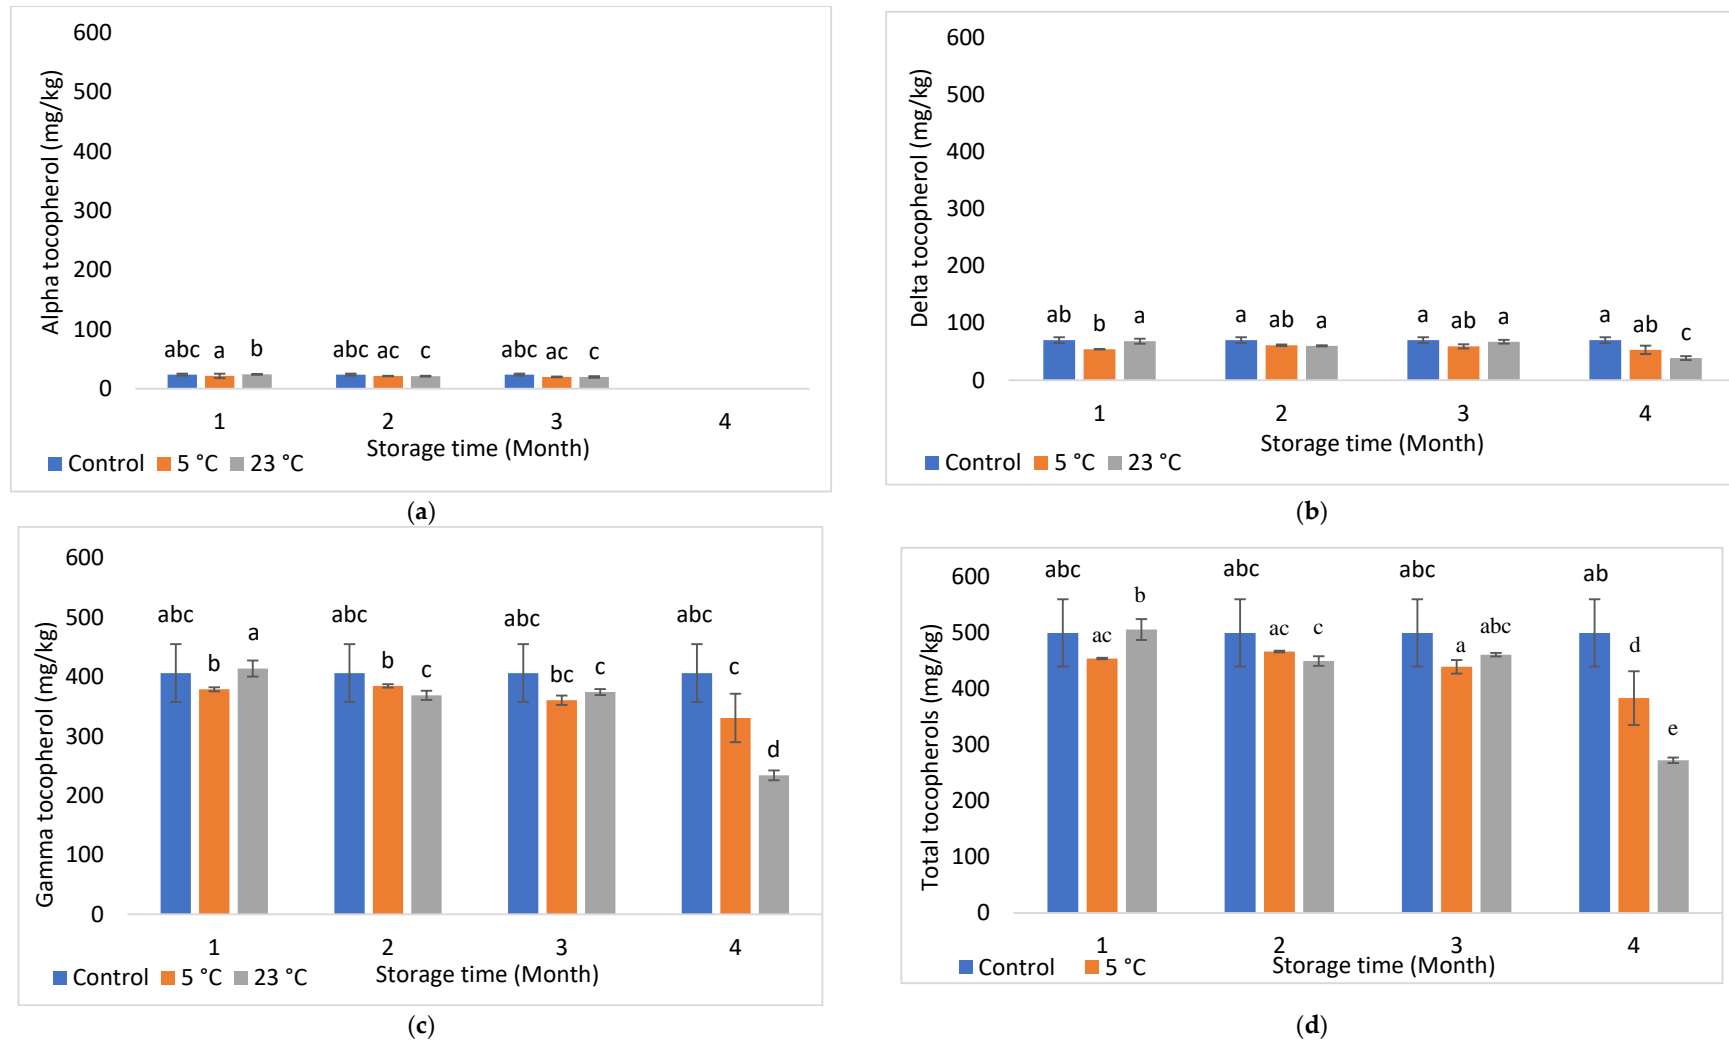 600
500
400
300
200
100
0
Alpha tocopherol (mg/kg)
abc a b abc ac c abc ac c
1 2 3 4
Storage time (Month)
Control 5 °C 23 °C
(a)
600
500
400
300
200
100
0
Delta tocopherol (mg/kg)
ab b a a ab a a ab a a ab c
1 2 3 4
Storage time (Month)
Control 5 °C 23 °C
(b)
600
500
400
300
200
100
0
Gamma tocopherol (mg/kg)
abc b a abc b c abc bc c abc c d
1 2 3 4
Storage time (Month)
Control 5 °C 23 °C
(c)
600
500
400
300
200
100
0
Total tocopherols (mg/kg)
abc ac b abc ac c abc a abc ab d e
1 2 3 4
Storage time (Month)
Control 5 °C
(d)